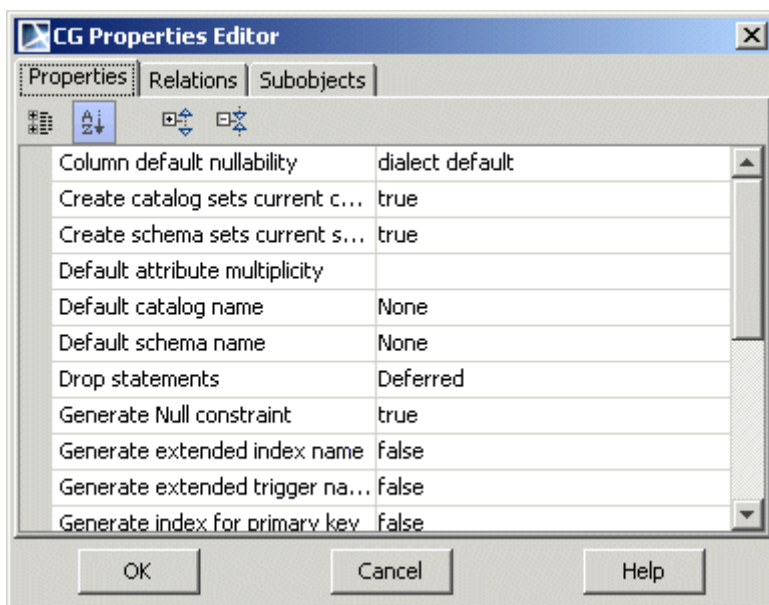 CG Properties Editor
Properties Relations Subobjects
Column default nullability dialect default
Create catalog sets current c... true
Create schema sets current s... true
Default attribute multiplicity
Default catalog name None
Default schema name None
Drop statements Deferred
Generate Null constraint true
Generate extended index name false
Generate extended trigger na... false
Generate index for primary key false
OK Cancel Help